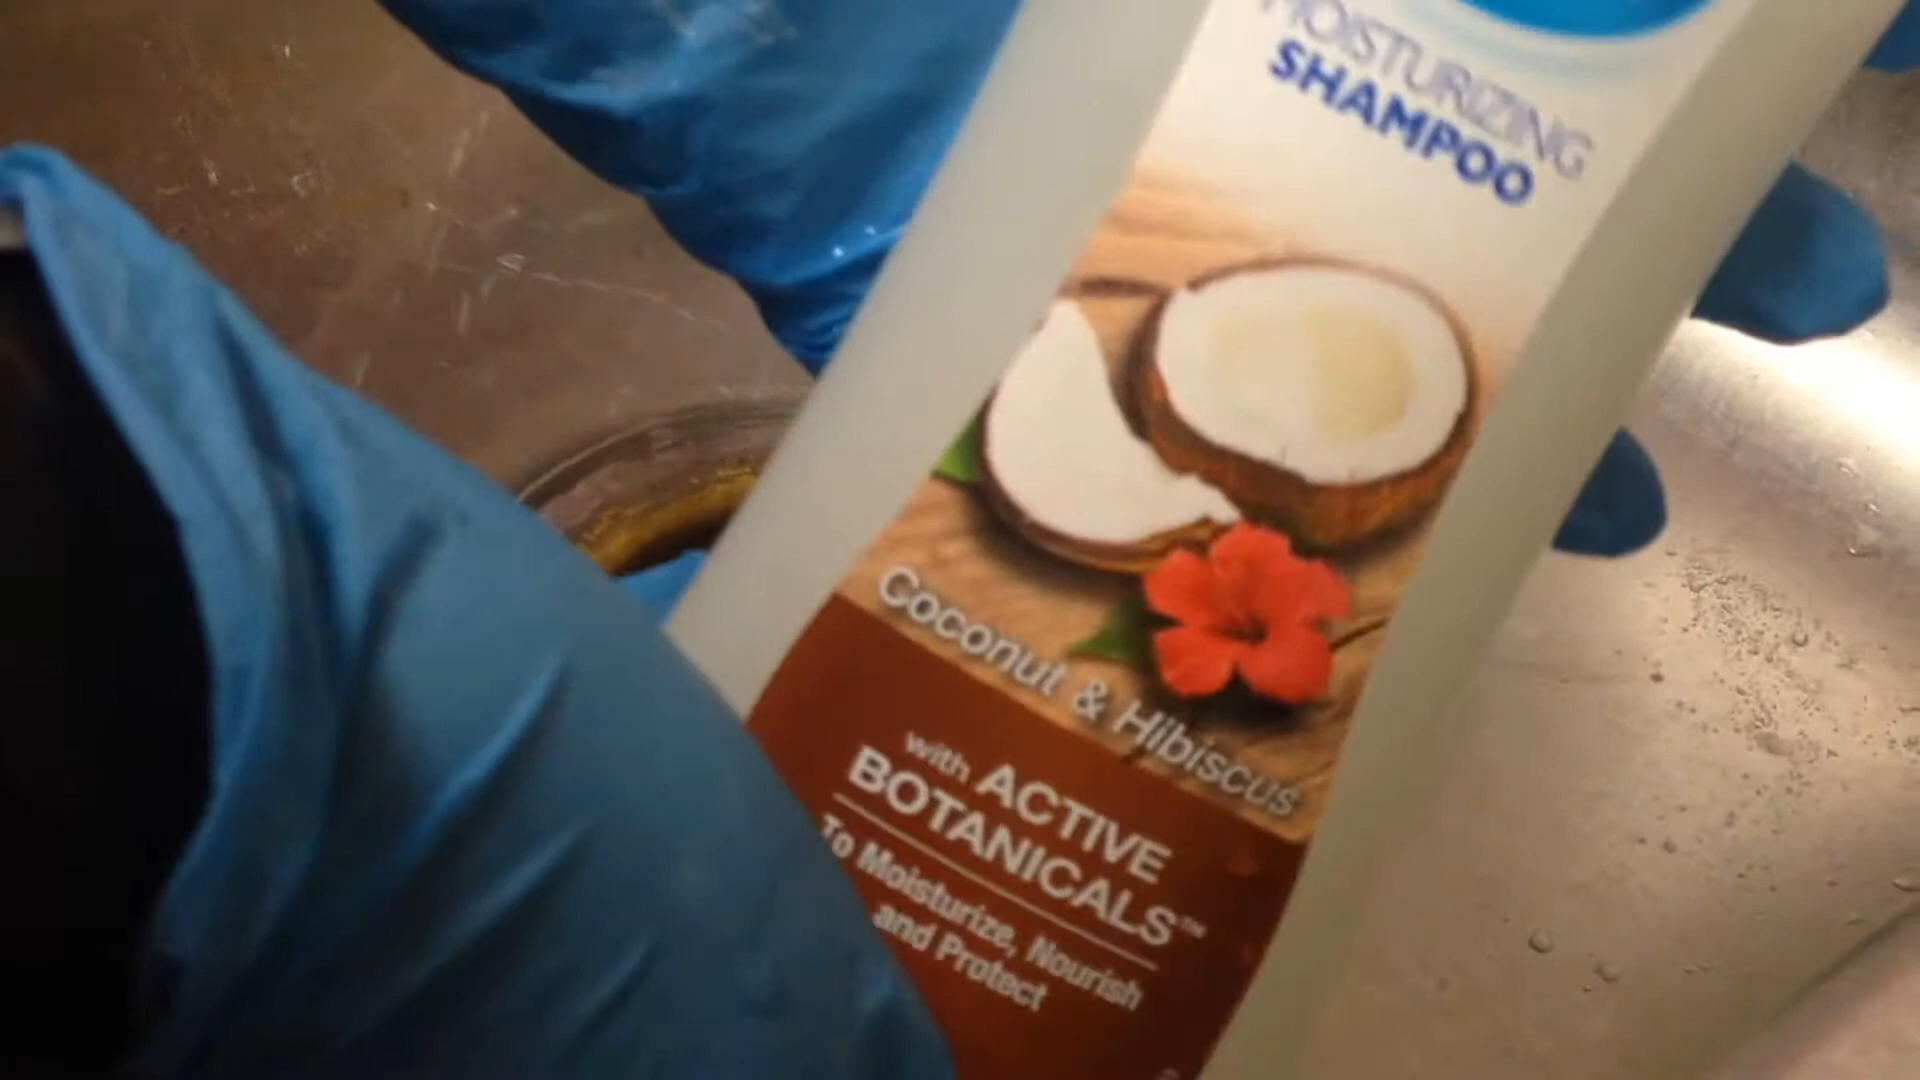 MOISTURIZING
SHAMPOO
Coconut & Hibiscus
with ACTIVE
BOTANICALS™
To Moisturize, Nourish
and Protect